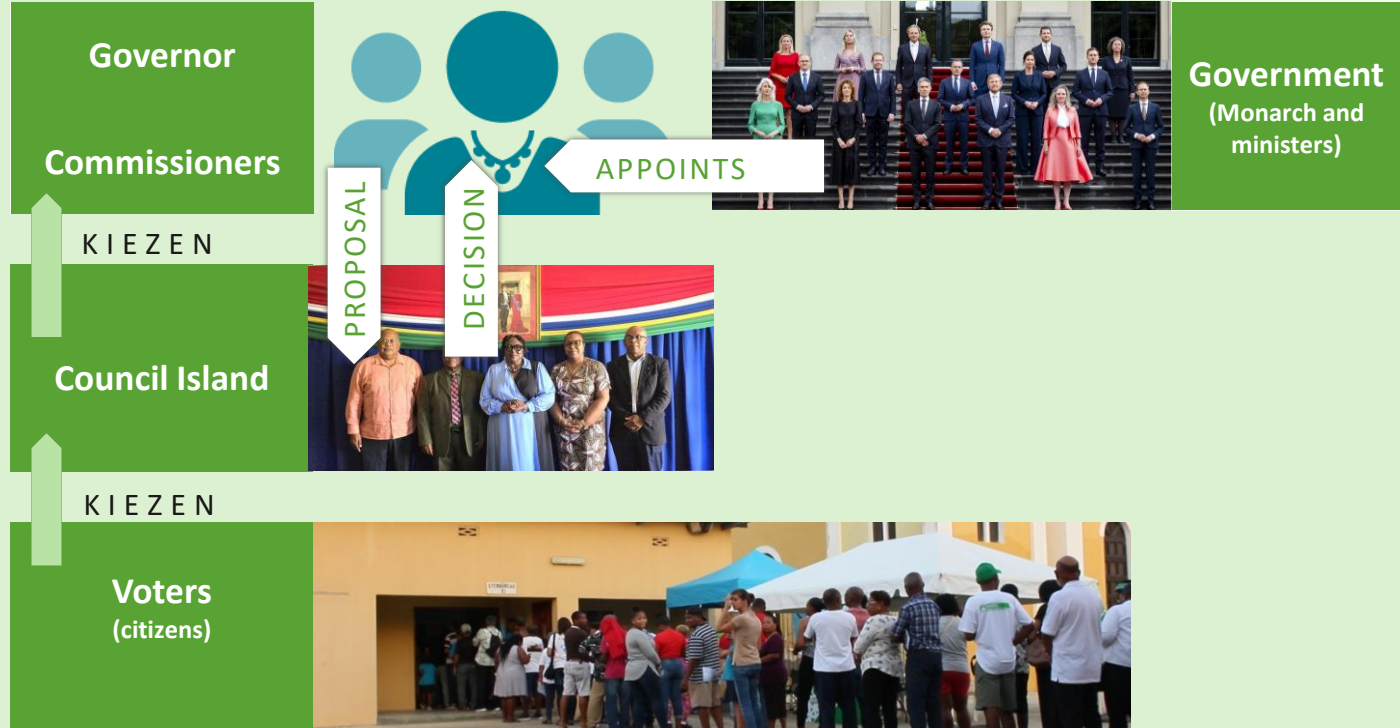 Governor
Commissioners
Government
(Monarch and
ministers)
APPOINTS
PROPOSAL
DECISION
KIEZEN
Council Island
KIEZEN
Voters
(citizens)